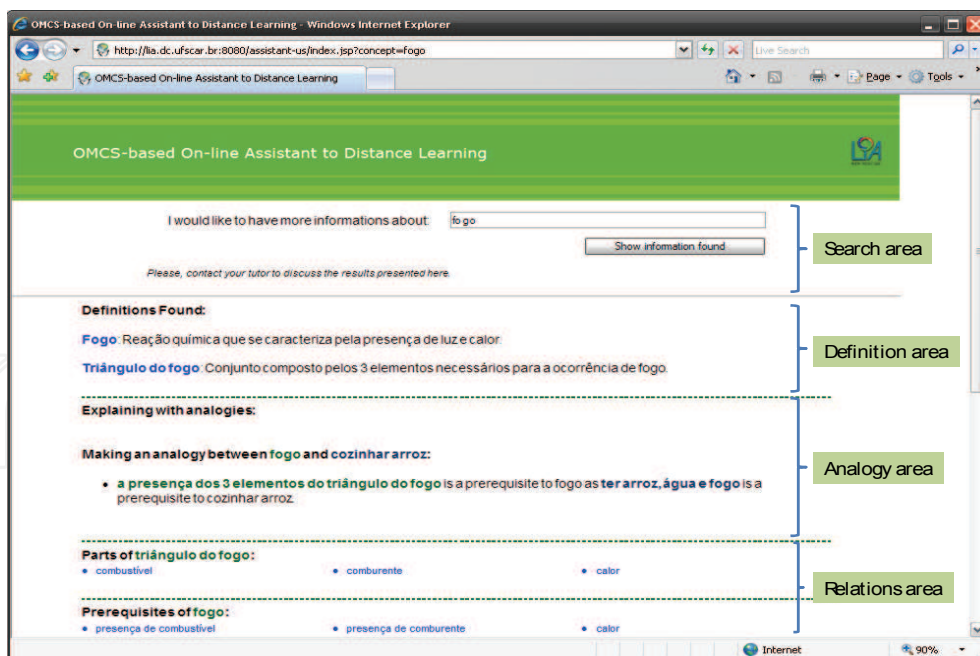 OMCS-based On-line Assistant to Distance Learning - Windows Internet Explorer
http://lia.dc.ufscar.br:8080/assistant-us/index.jsp?concept=fogo
Live Search
OMCS-based On-line Assistant to Distance Learning
Page
Tools
OMCS-based On-line Assistant to Distance Learning
LIA
I would like to have more informations about:
fogo
Show information found
Search area
Please, contact your tutor to discuss the results presented here.
Definitions Found:
Fogo: Reação química que se caracteriza pela presença de luz e calor.
Definition area
Triângulo do fogo: Conjunto composto pelos 3 elementos necessários para a ocorrência de fogo.
Explaining with analogies:
Making an analogy between fogo and cozinhar arroz:
Analogy area
• a presença dos 3 elementos do triângulo do fogo is a prerequisite to fogo as ter arroz, água e fogo is a
prerequisite to cozinhar arroz.
Parts of triângulo do fogo:
• combustível • comburente • calor
Relations area
Prerequisites of fogo:
• presença de combustível • presença de comburente • calor
Internet 90%